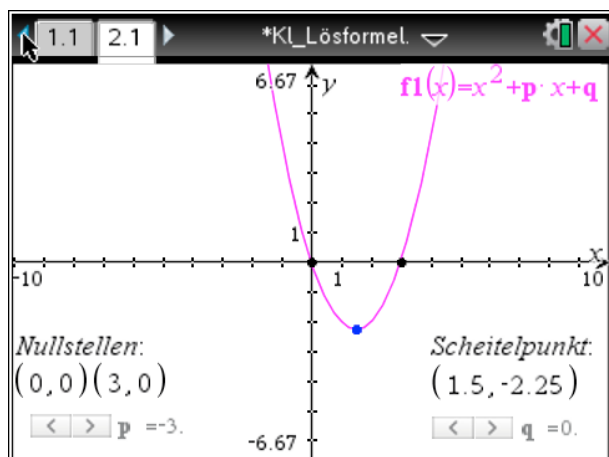 1.1 2.1 *Kl_Lösformel.
6.67 y f1(x)=x²+p·x+q
1
-10 1 10 x
Nullstellen: Scheitelpunkt:
(0,0)(3,0) (1.5,-2.25)
< > p =-3. < > q =0.
-6.67